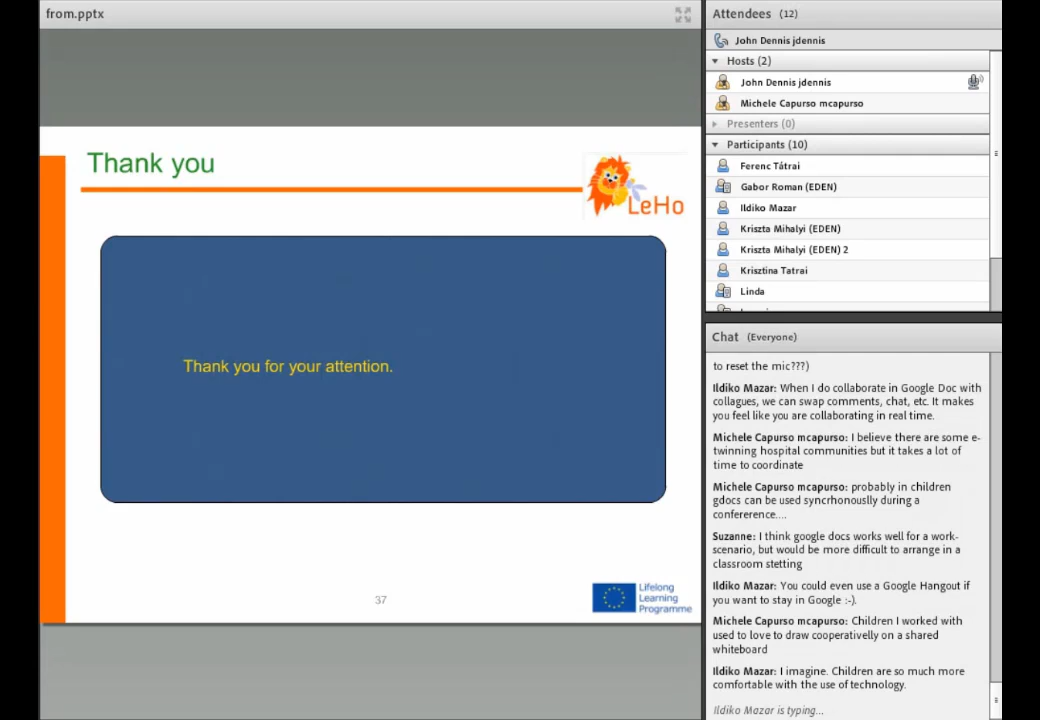 from.pptx
Thank you
LeHo
Thank you for your attention.
37
Lifelong
Learning
Programme
Attendees (12)
John Dennis jdennis
Hosts (2)
John Dennis jdennis
Michele Capurso mcapurso
Presenters (0)
Participants (10)
Ferenc Tátrai
Gabor Roman (EDEN)
Ildiko Mazar
Kriszta Mihalyi (EDEN)
Kriszta Mihalyi (EDEN) 2
Krisztina Tatrai
Linda
Chat (Everyone)
to reset the mic???)
Ildiko Mazar: When I do collaborate in Google Doc with
collagues, we can swap comments, chat, etc. It makes
you feel like you are collaborating in real time.
Michele Capurso mcapurso: I believe there are some e-
twinning hospital communities but it takes a lot of
time to coordinate
Michele Capurso mcapurso: probably in children
gdocs can be used syncrhonouslly during a
confererence....
Suzanne: I think google docs works well for a work-
scenario, but would be more difficult to arrange in a
classroom stetting
Ildiko Mazar: You could even use a Google Hangout if
you want to stay in Google :-).
Michele Capurso mcapurso: Children I worked with
used to love to draw cooperativelly on a shared
whiteboard
Ildiko Mazar: I imagine. Children are so much more
comfortable with the use of technology.
Ildiko Mazar is typing...